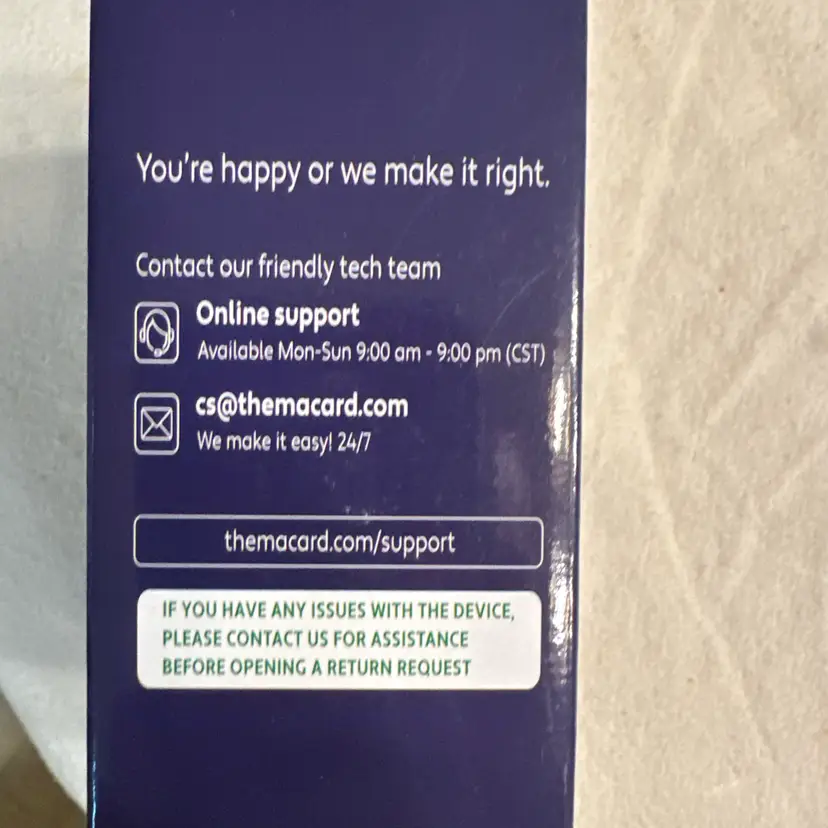 You're happy or we make it right.
Contact our friendly tech team
Online support
Available Mon-Sun 9:00 am - 9:00 pm (CST)
cs@themacard.com
We make it easy! 24/7
themacard.com/support
IF YOU HAVE ANY ISSUES WITH THE DEVICE,
PLEASE CONTACT US FOR ASSISTANCE
BEFORE OPENING A RETURN REQUEST